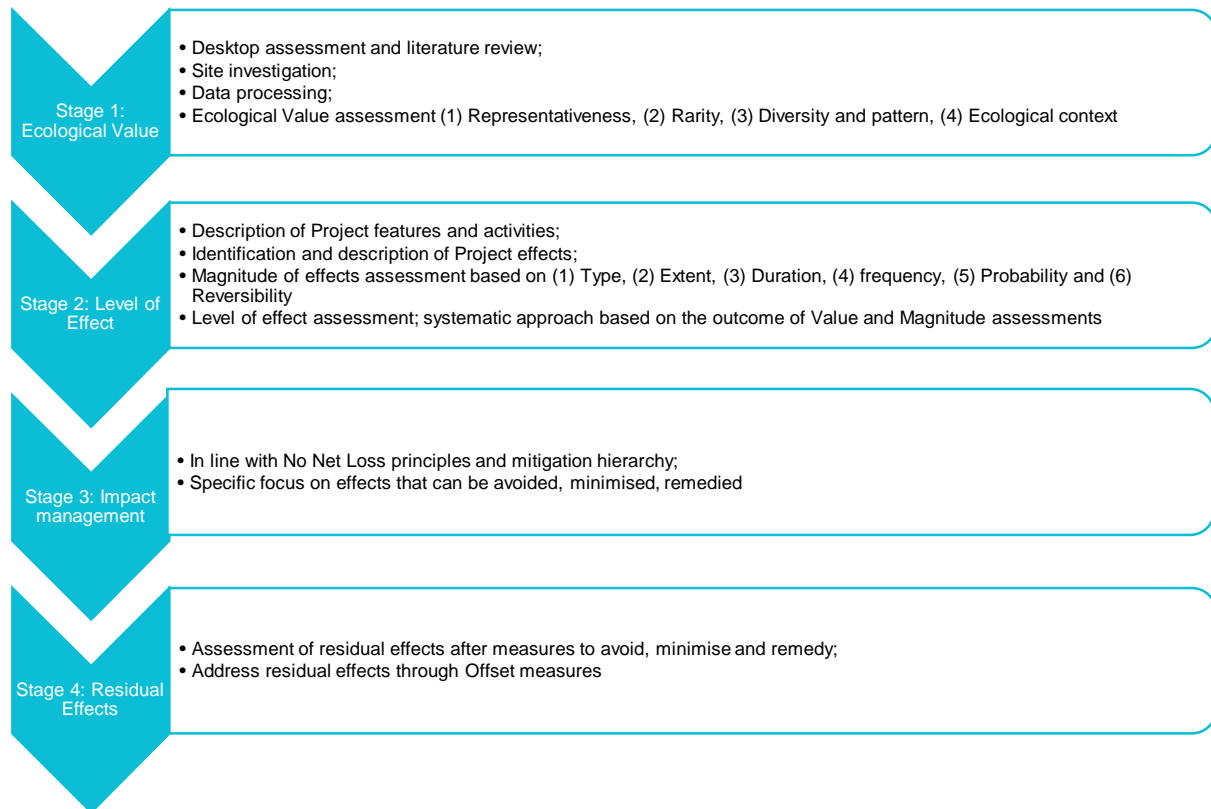 Stage 1:
Ecological Value
• Desktop assessment and literature review;
• Site investigation;
• Data processing;
• Ecological Value assessment (1) Representativeness, (2) Rarity, (3) Diversity and pattern, (4) Ecological context
Stage 2: Level of
Effect
• Description of Project features and activities;
• Identification and description of Project effects;
• Magnitude of effects assessment based on (1) Type, (2) Extent, (3) Duration, (4) frequency, (5) Probability and (6)
Reversibility
• Level of effect assessment; systematic approach based on the outcome of Value and Magnitude assessments
Stage 3: Impact
management
• In line with No Net Loss principles and mitigation hierarchy;
• Specific focus on effects that can be avoided, minimised, remedied
Stage 4: Residual
Effects
• Assessment of residual effects after measures to avoid, minimise and remedy;
• Address residual effects through Offset measures